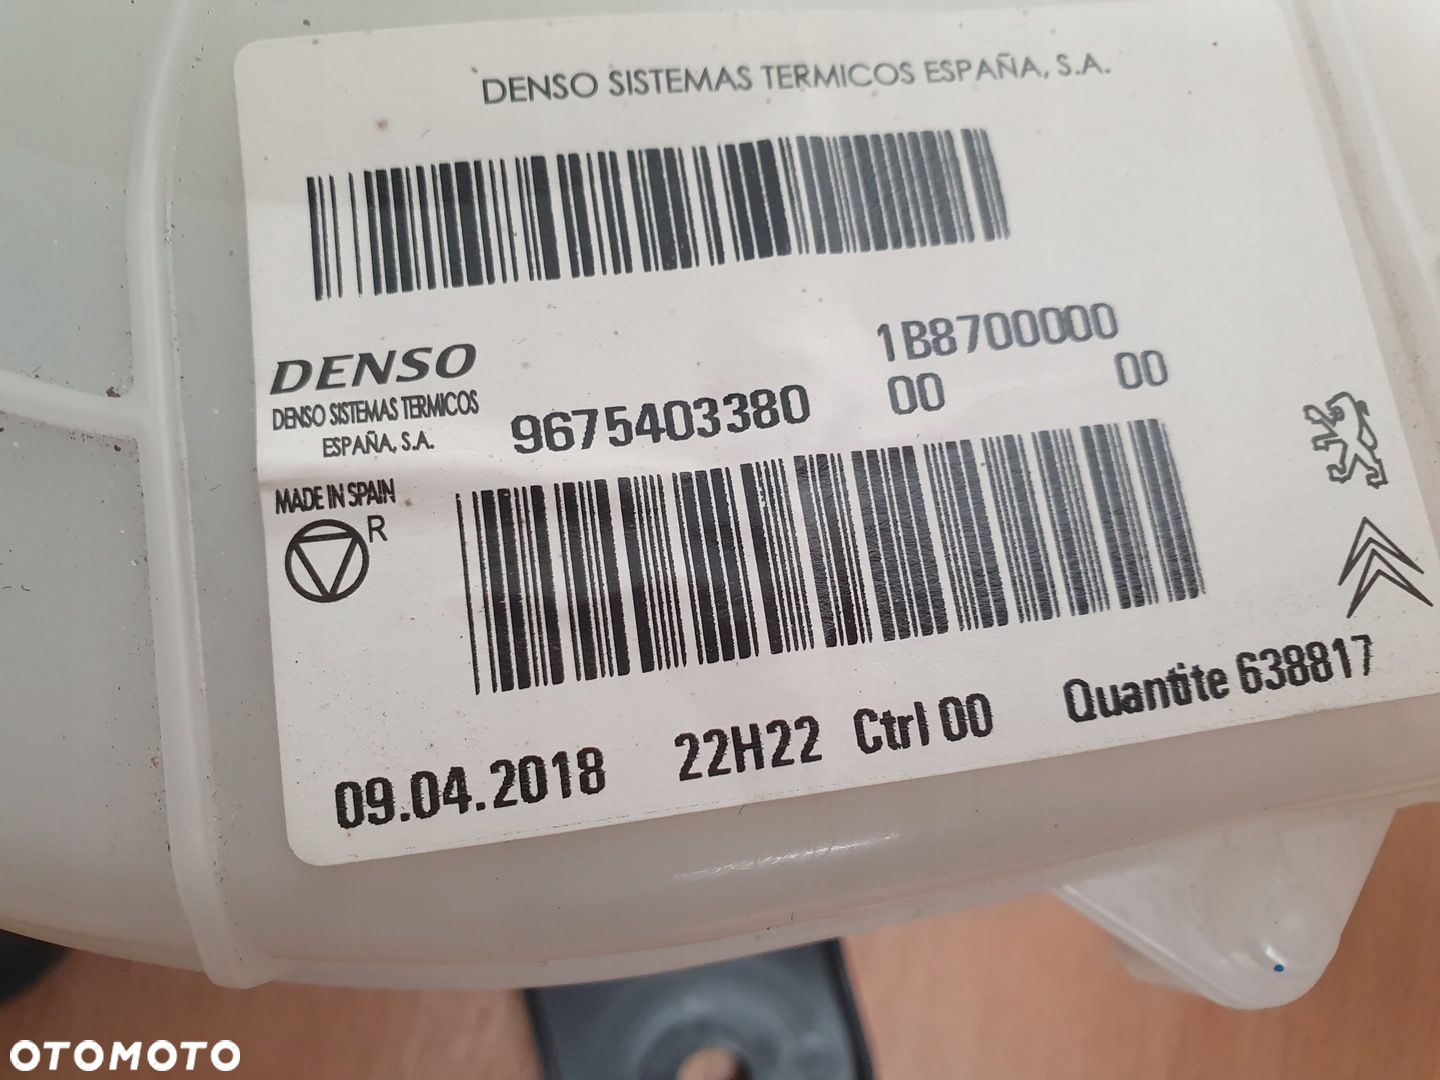 DENSO SISTEMAS TERMICOS ESPAÑA, S.A.
1B8700000
DENSO
DENSO SISTEMAS TERMICOS
ESPAÑA, S.A.
9675403380
00 00
MADE IN SPAIN
R
09.04.2018 22H22 Ctrl 00 Quantite 638817
OTOMOTO